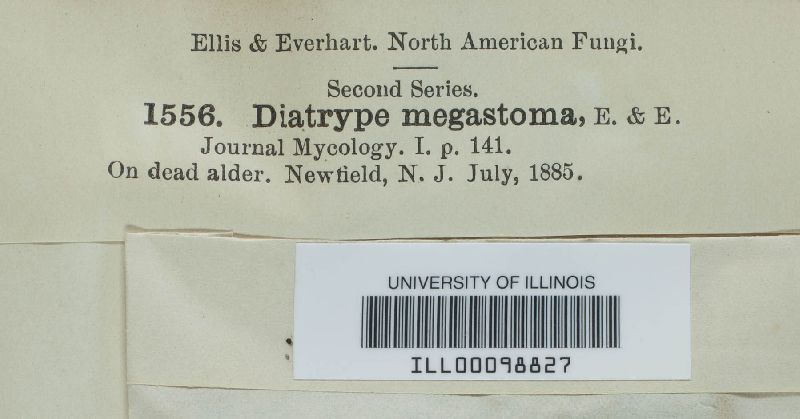 Ellis & Everhart. North American Fungi.
Second Series.
1556. Diatrype megastoma, E. & E.
Journal Mycology. I. p. 141.
On dead alder. Newfield, N. J. July, 1885.
UNIVERSITY OF ILLINOIS
ILL00098827